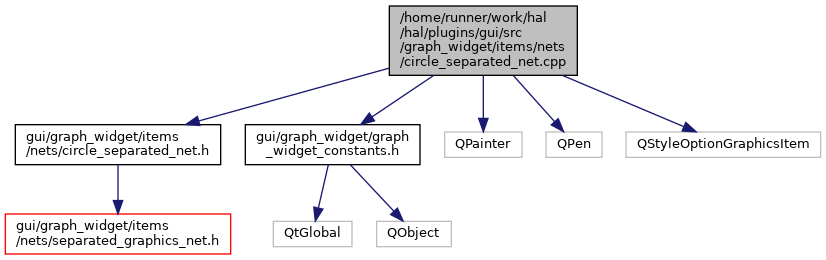 /home/runner/work/hal
/hal/plugins/gui/src
/graph_widget/items/nets
/circle_separated_net.cpp
gui/graph_widget/items
/nets/circle_separated_net.h
gui/graph_widget/graph
_widget_constants.h
QPainter
QPen
QStyleOptionGraphicsItem
gui/graph_widget/items
/nets/separated_graphics_net.h
QtGlobal
QObject